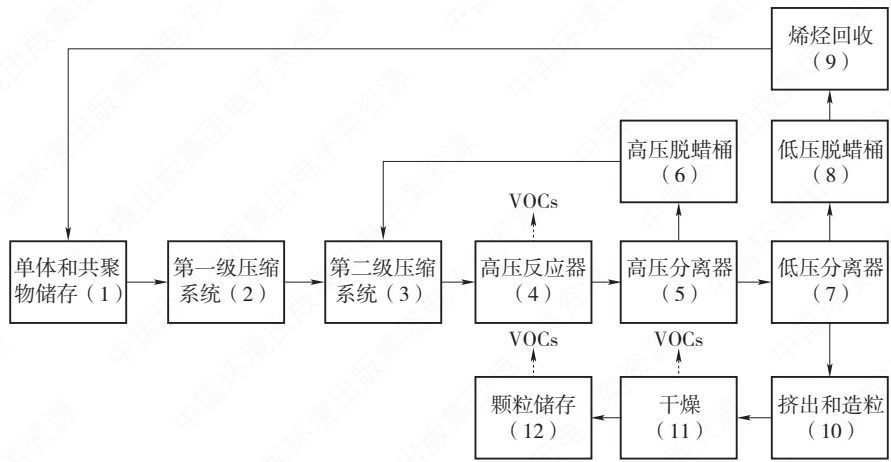 烯烃回收
（9）
高压脱蜡桶
（6）
低压脱蜡桶
（8）
VOCs
单体和共聚
物储存（1）
第一级压缩
系统（2）
第二级压缩
系统（3）
高压反应器
（4）
高压分离器
（5）
低压分离器
（7）
VOCs
VOCs
颗粒储存
（12）
干燥
（11）
挤出和造粒
（10）